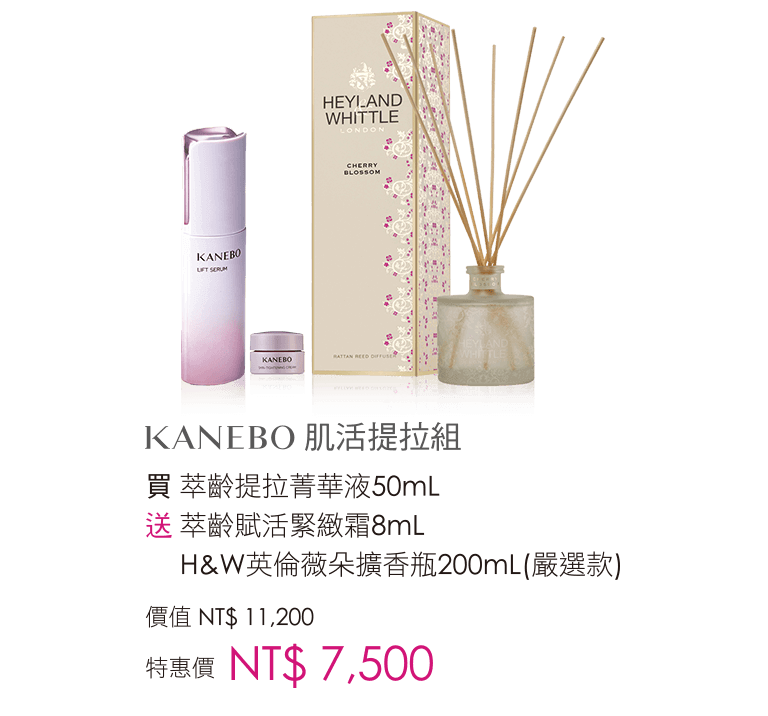 HEYLAND
WHITTLE
LONDON
CHERRY
BLOSSOM
RATTAN REED DIFFUSER
KANEBO
LIFT SERUM
KANEBO
HEYLAND
WHITTLE
KANEBO 肌活提拉組
買 萃齡提拉菁華液50mL
送 萃齡賦活緊緻霜8mL
H&W英倫薇朵擴香瓶200mL(嚴選款)
價值 NT$ 11,200
特惠價 NT$ 7,500